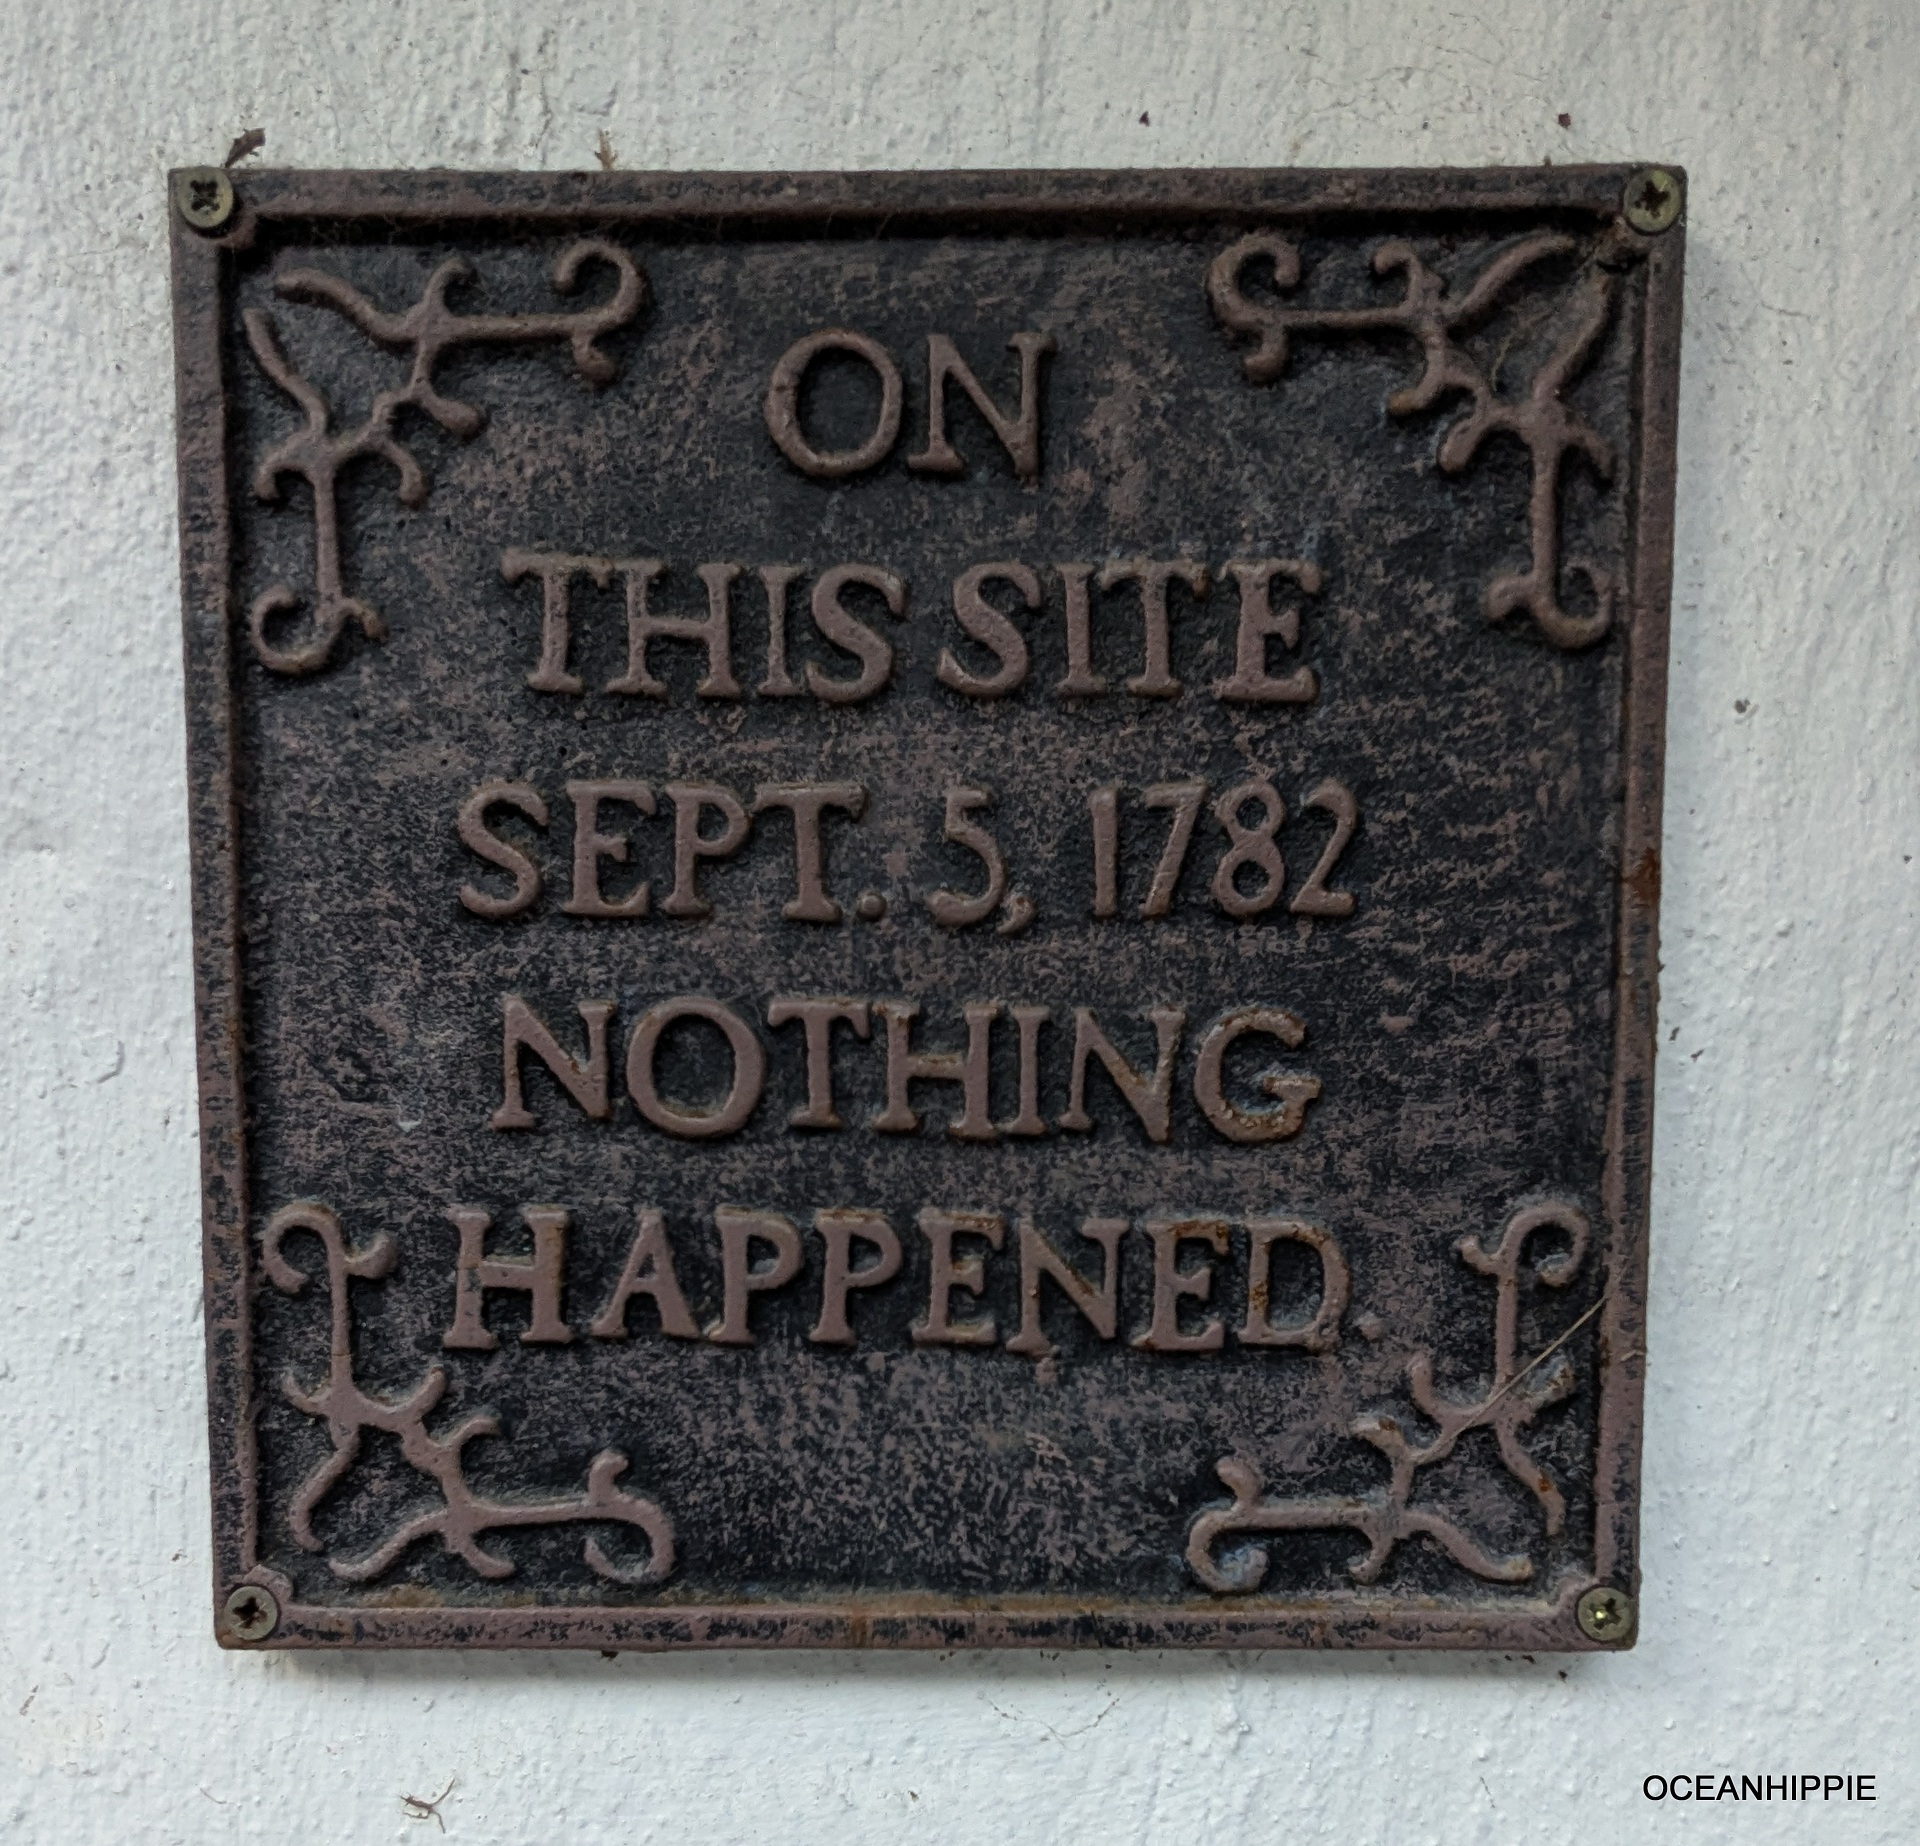 ON
THIS SITE
SEPT. 5, 1782
NOTHING
HAPPENED.
OCEANHIPPIE